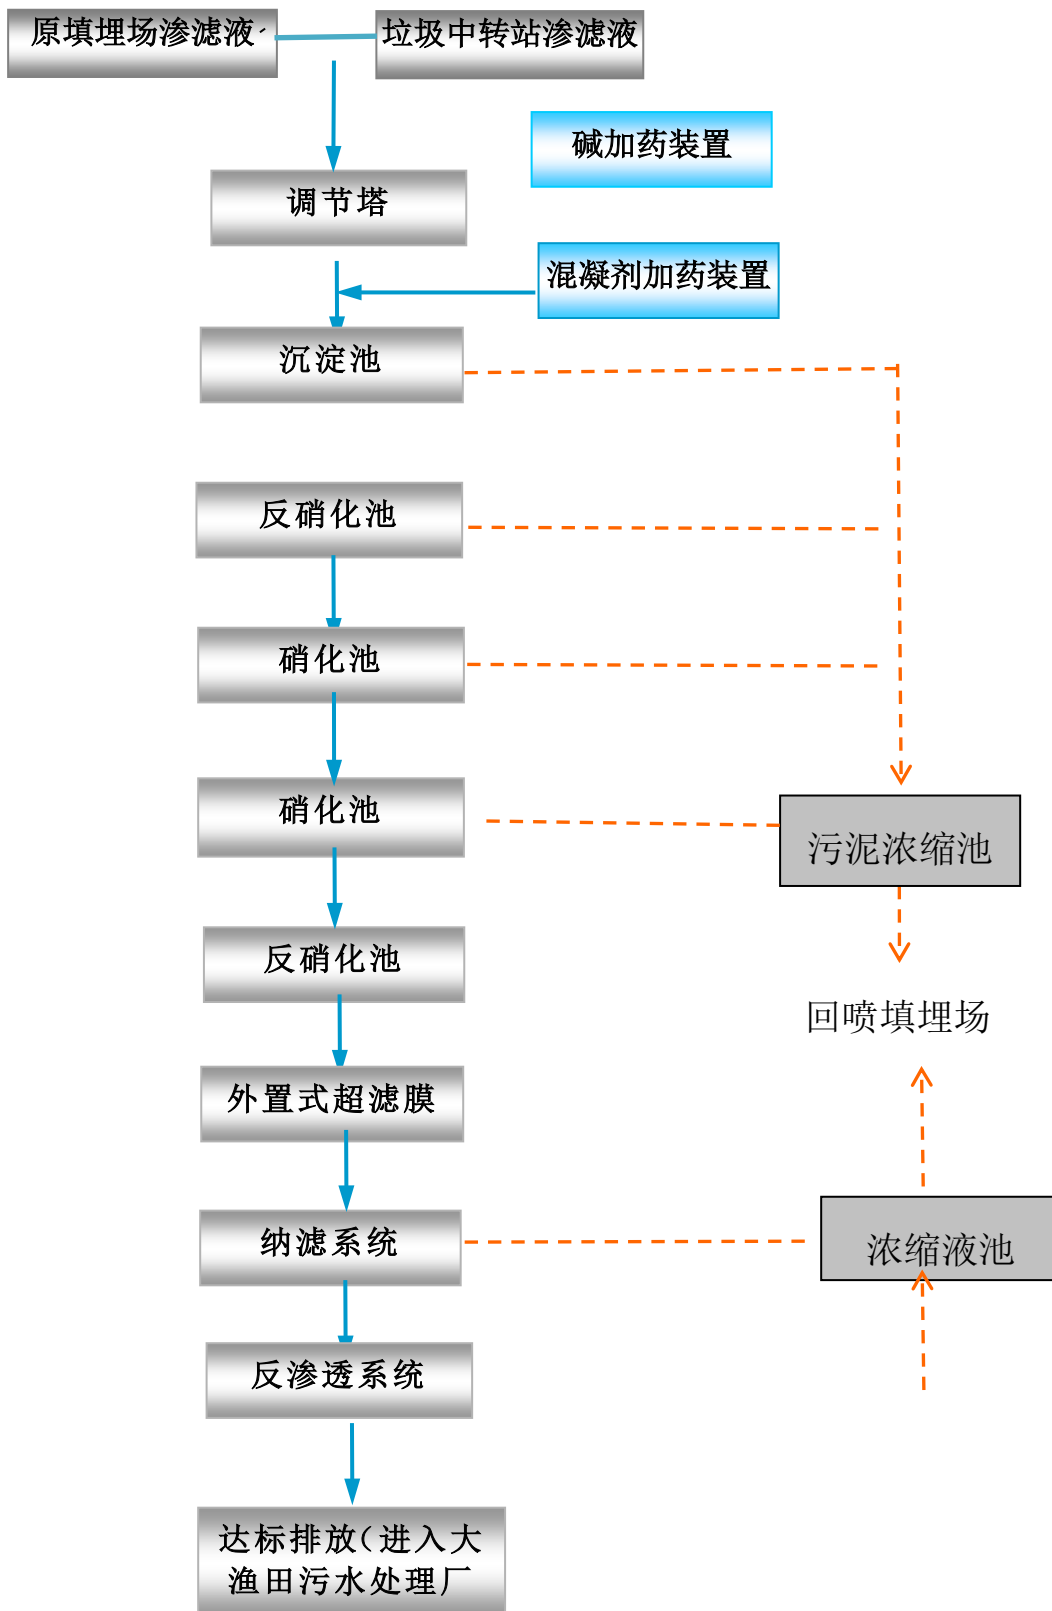 原填埋场渗滤液
垃圾中转站渗滤液
碱加药装置
调节塔
混凝剂加药装置
沉淀池
反硝化池
硝化池
硝化池
污泥浓缩池
反硝化池
回喷填埋场
外置式超滤膜
纳滤系统
浓缩液池
反渗透系统
达标排放（进入大
渔田污水处理厂